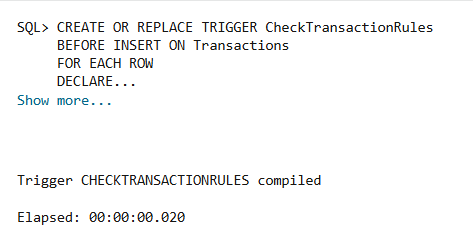 SQL> CREATE OR REPLACE TRIGGER CheckTransactionRules
BEFORE INSERT ON Transactions
FOR EACH ROW
DECLARE...
Show more...
Trigger CHECKTRANSACTIONRULES compiled
Elapsed: 00:00:00.020